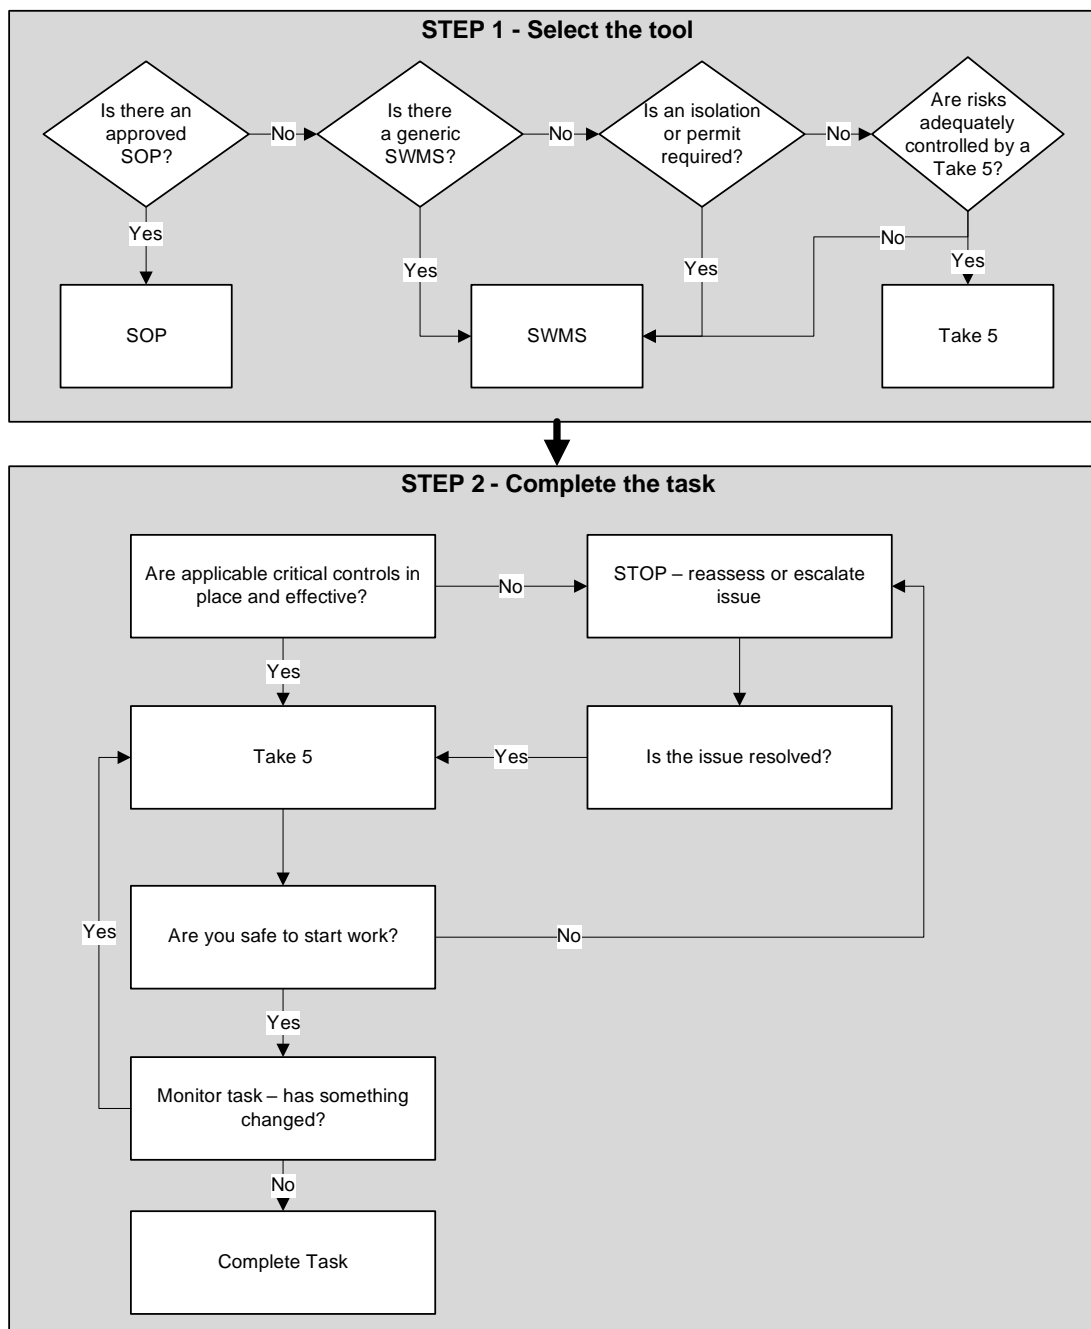 STEP 1 - Select the tool
Is there an
approved
SOP?
No
Is there
a generic
SWMS?
No
Is an isolation
or permit
required?
No
Are risks
adequately
controlled by a
Take 5?
Yes
Yes
Yes
No
Yes
SOP
SWMS
Take 5
STEP 2 - Complete the task
Are applicable critical controls in
place and effective?
No
STOP – reassess or escalate
issue
Yes
Take 5
Yes
Is the issue resolved?
Yes
Are you safe to start work?
No
Yes
Monitor task – has something
changed?
No
Complete Task